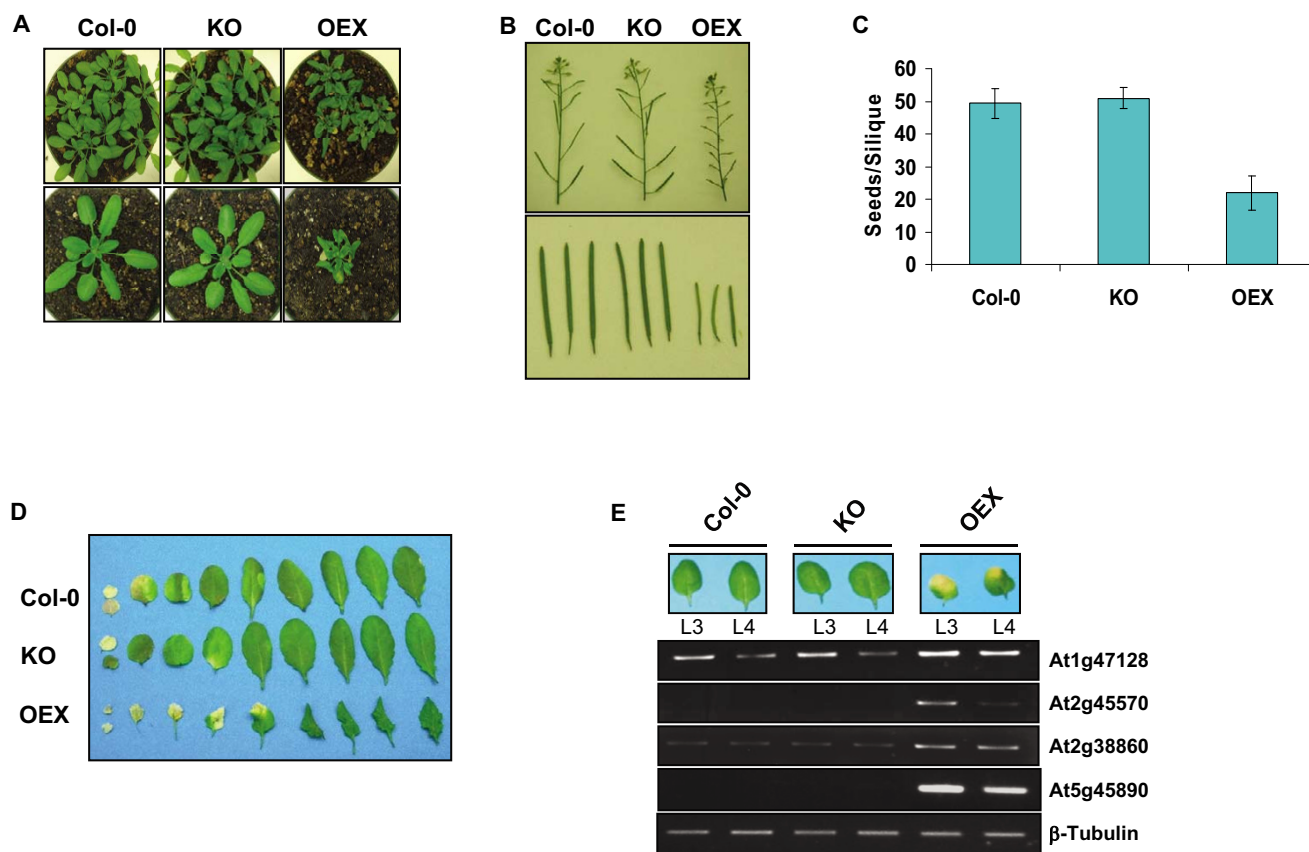 A
Col-0 KO OEX
B
Col-0 KO OEX
C
Seeds/Silique
60
50
40
30
20
10
0
Col-0 KO OEX
D
Col-0
KO
OEX
E
Col-0 KO OEX
L3 L4 L3 L4 L3 L4
At1g47128
At2g45570
At2g38860
At5g45890
β-Tubulin